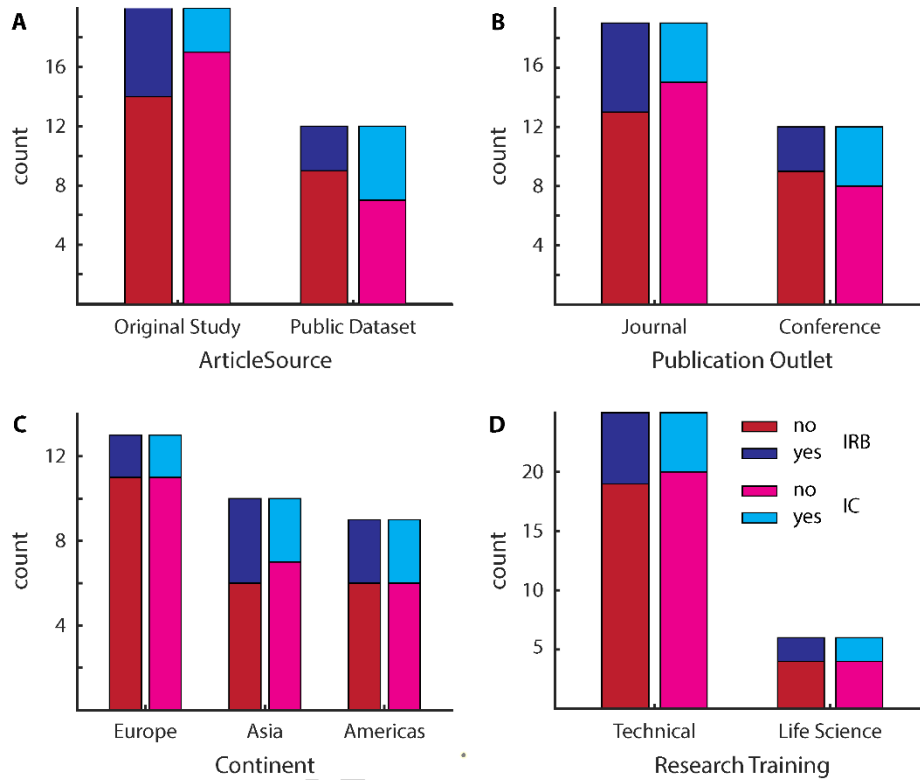 A
count
16
12
8
4
Original Study Public Dataset
ArticleSource
B
count
16
12
8
4
Journal Conference
Publication Outlet
C
count
12
8
4
Europe Asia Americas
Continent
D
count
20
15
10
5
no
yes IRB
no
yes IC
Technical Life Science
Research Training